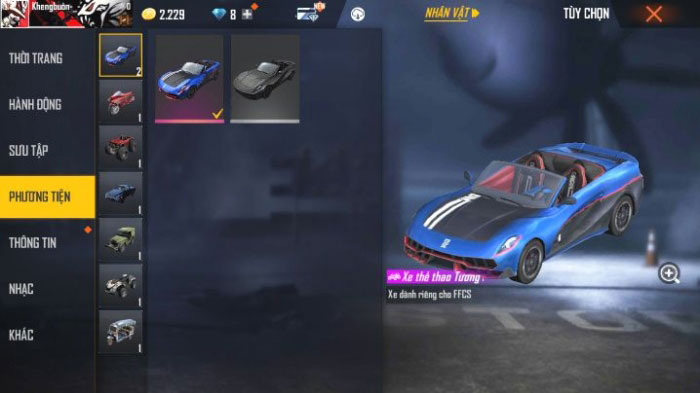 Khengbuồn
2.229
8
NHÂN VẬT
TÙY CHỌN
THỜI TRANG
HÀNH ĐỘNG
SƯU TẬP
PHƯƠNG TIỆN
THÔNG TIN
NHẠC
KHÁC
2
1
1
1
1
1
1
Xe thể thao Tương
Xe dành riêng cho FFCS